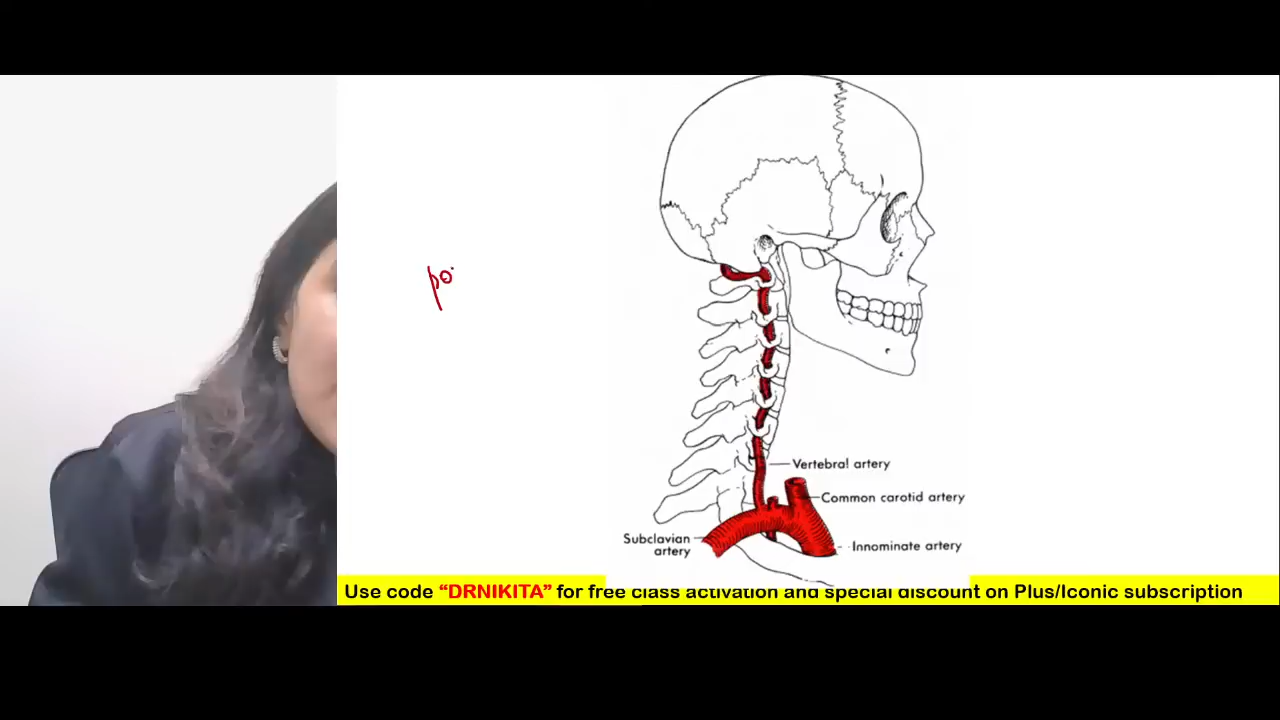 po
Vertebral artery
Common carotid artery
Subclavian
artery
Innominate artery
Use code “DRNIKITA” for free class activation and special discount on Plus/Iconic subscription